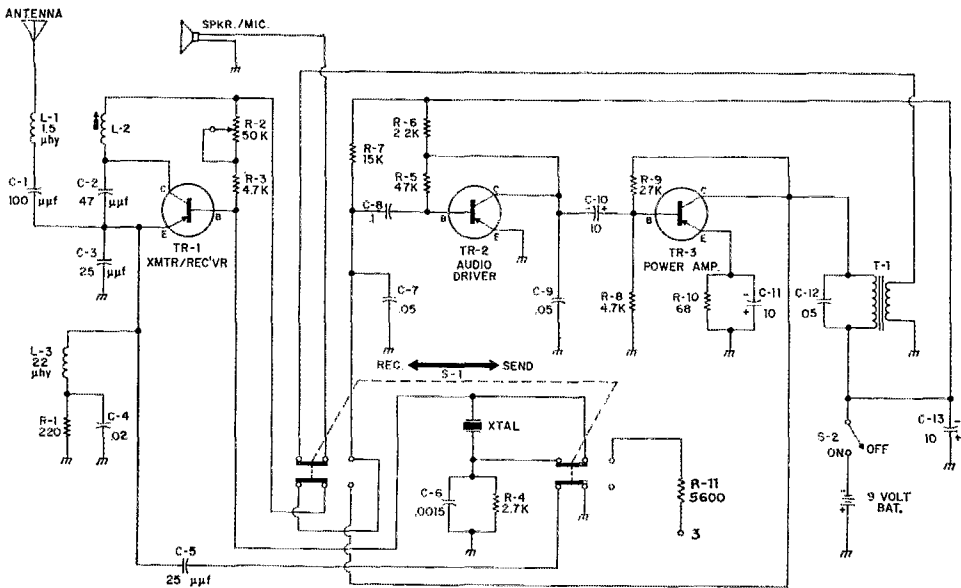 ANTENNA
SPKR./MIC.
L-1
1.5
μhy
L-2
R-2
50K
R-3
4.7K
C-1
100
μμf
C-2
47
μμf
C
B
E
TR-1
XMTR/REC'VR
C-3
25
μμf
R-7
15K
R-6
2.2K
R-5
47K
C-8
.1
B
C
E
TR-2
AUDIO
DRIVER
C-10
- +
10
R-9
27K
B
C
E
TR-3
POWER AMP.
C-7
.05
C-9
.05
R-8
4.7K
R-10
68
-
+
C-11
10
C-12
.05
T-1
L-3
22
μhy
R-1
220
C-4
.02
REC.
S-1
SEND
XTAL
C-6
.0015
R-4
2.7K
R-11
5600
3
S-2
OFF
ON
C-13
10
-
+
-
+
9 VOLT
BAT.
C-5
25 μμf